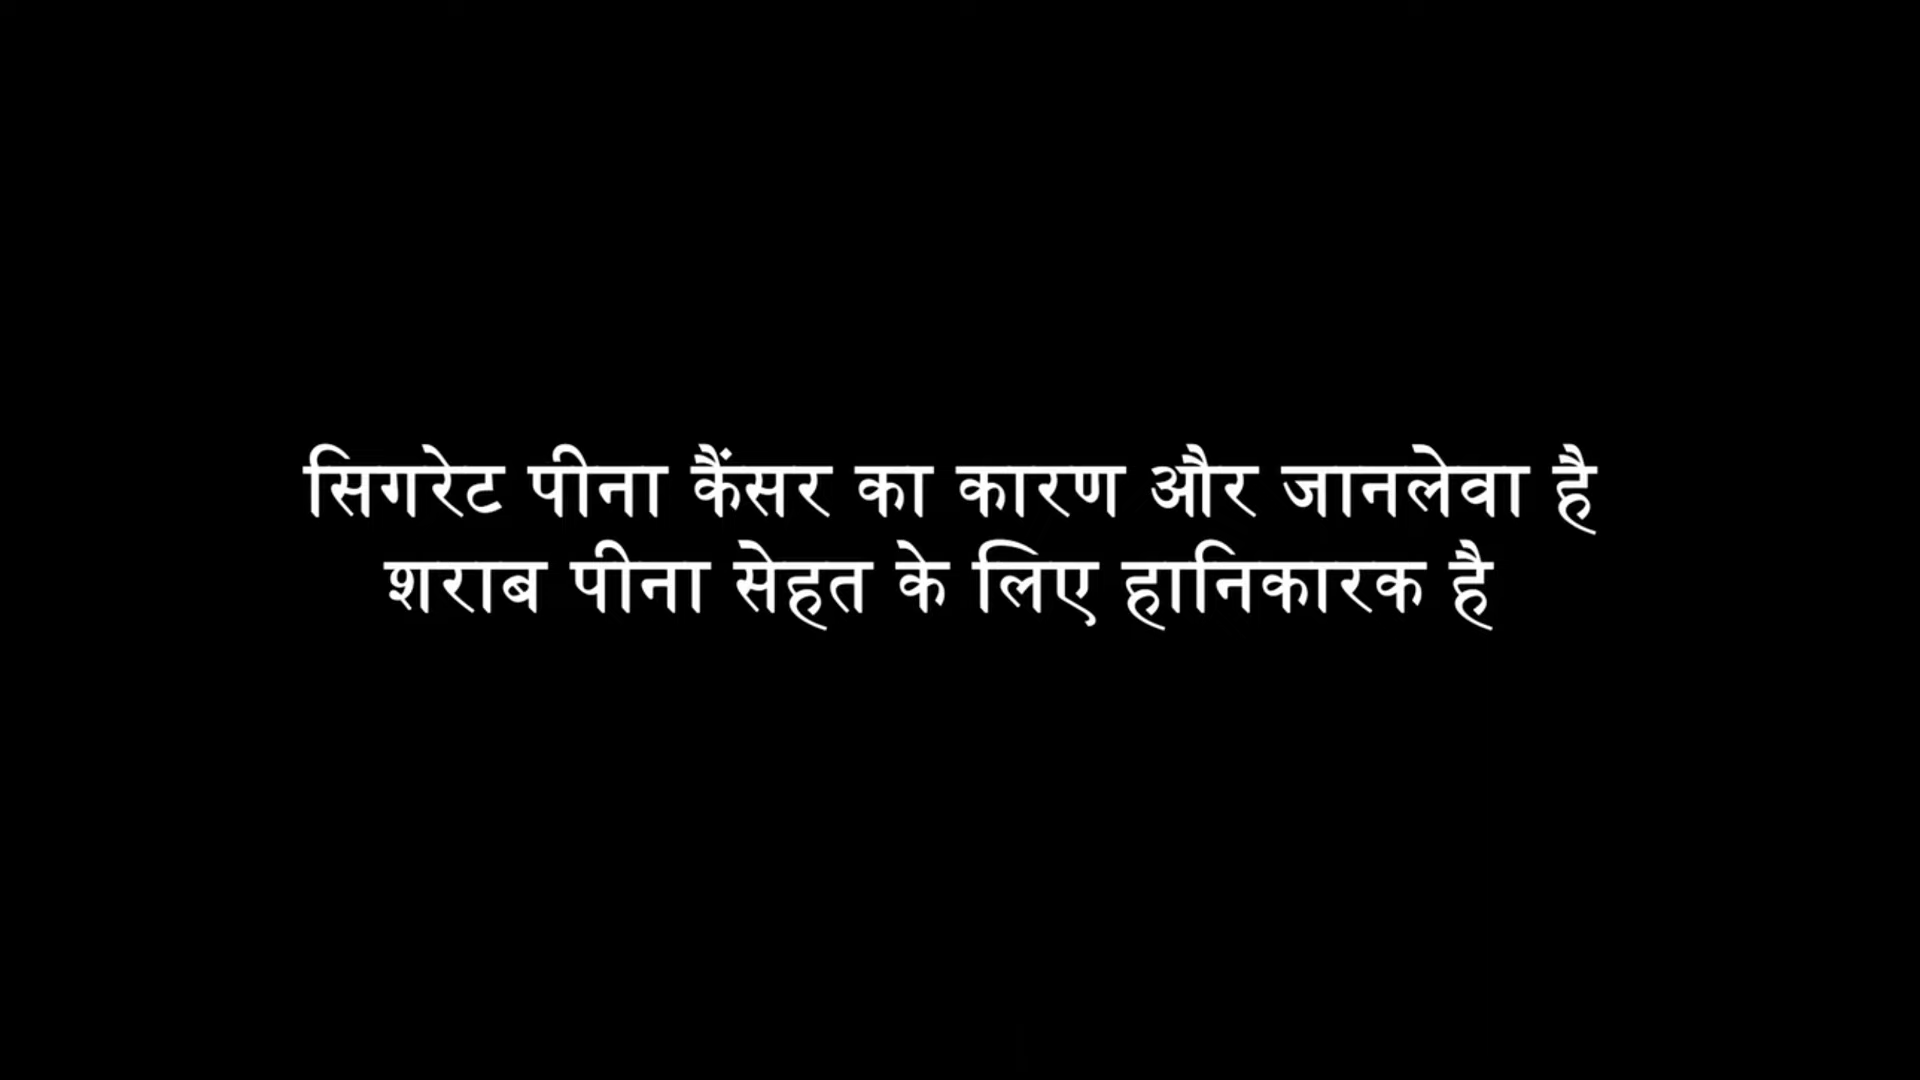 सिगरेट पीना कैंसर का कारण और जानलेवा है
शराब पीना सेहत के लिए हानिकारक है